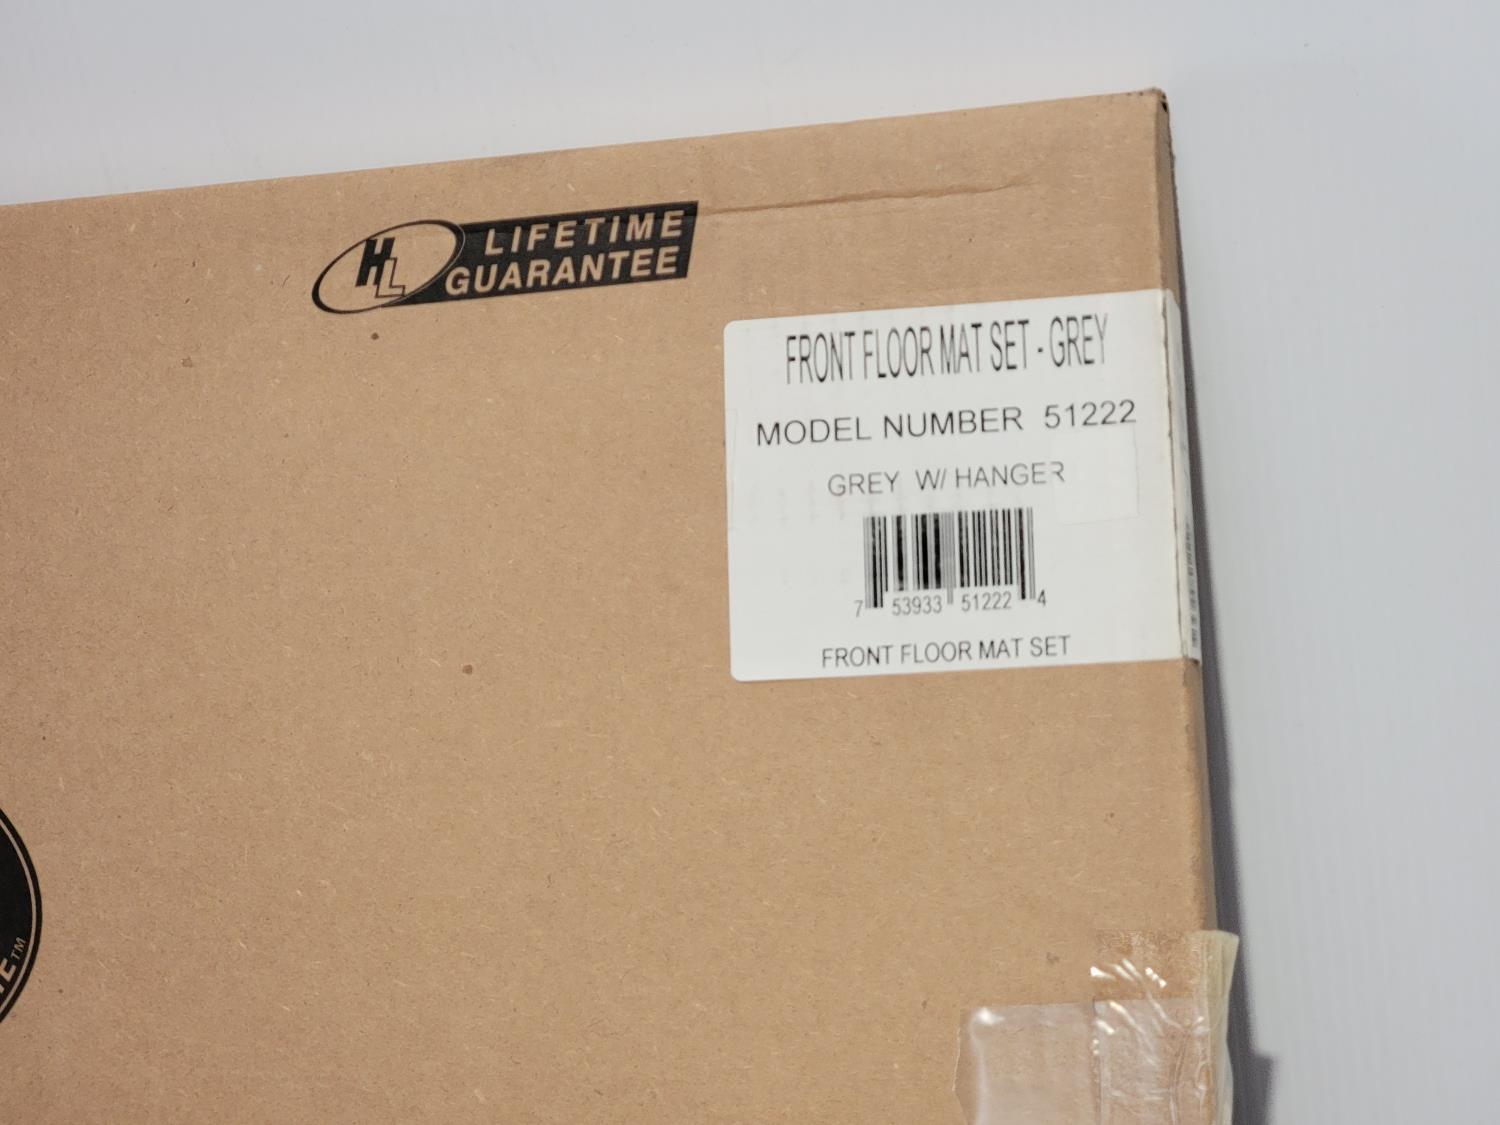 HL LIFETIME
GUARANTEE
FRONT FLOOR MAT SET - GREY
MODEL NUMBER 51222
GREY W/ HANGER
7 53933 51222 4
FRONT FLOOR MAT SET
TM